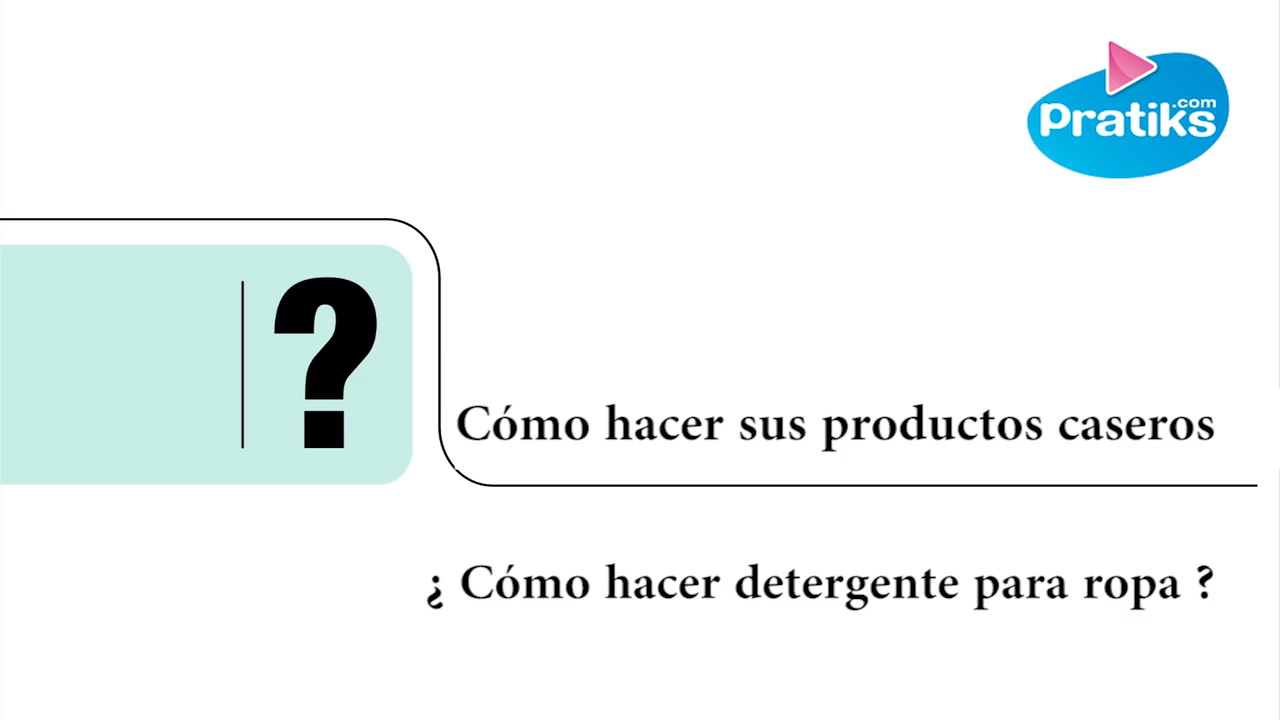 Pratiks.com
?
Cómo hacer sus productos caseros
¿ Cómo hacer detergente para ropa ?